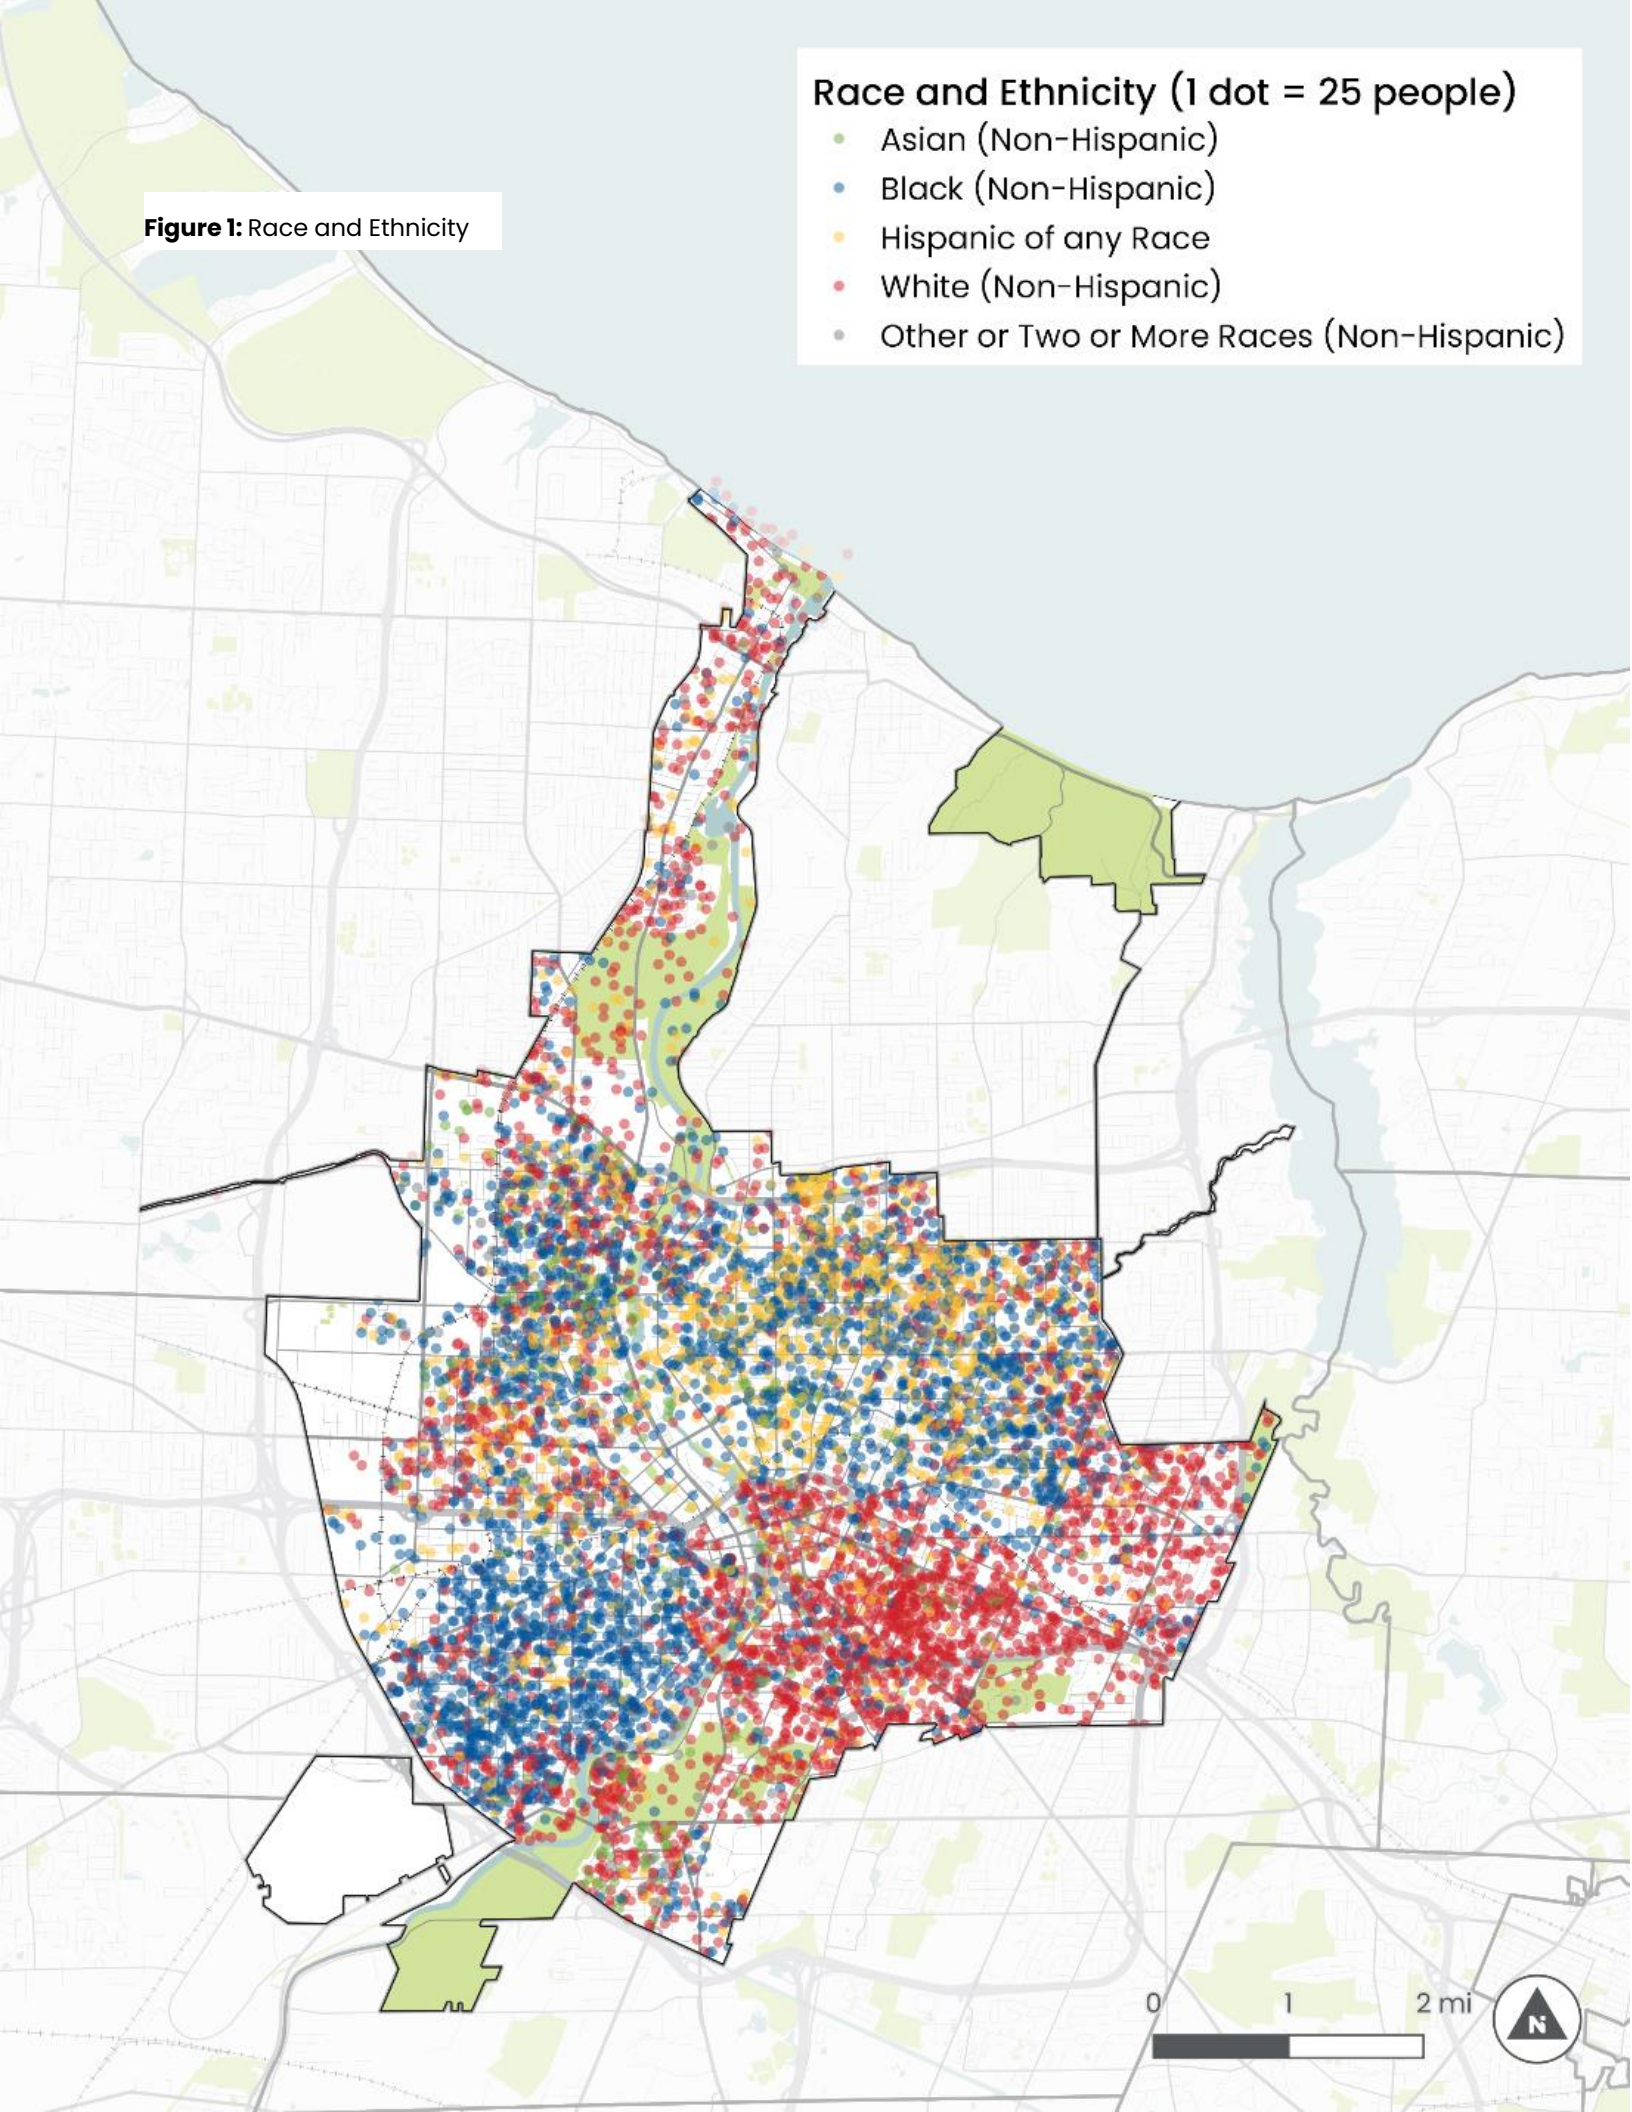 Race and Ethnicity (1 dot = 25 people)
Asian (Non-Hispanic)
Black (Non-Hispanic)
Hispanic of any Race
White (Non-Hispanic)
Other or Two or More Races (Non-Hispanic)
Figure 1: Race and Ethnicity
0 1 2 mi
N